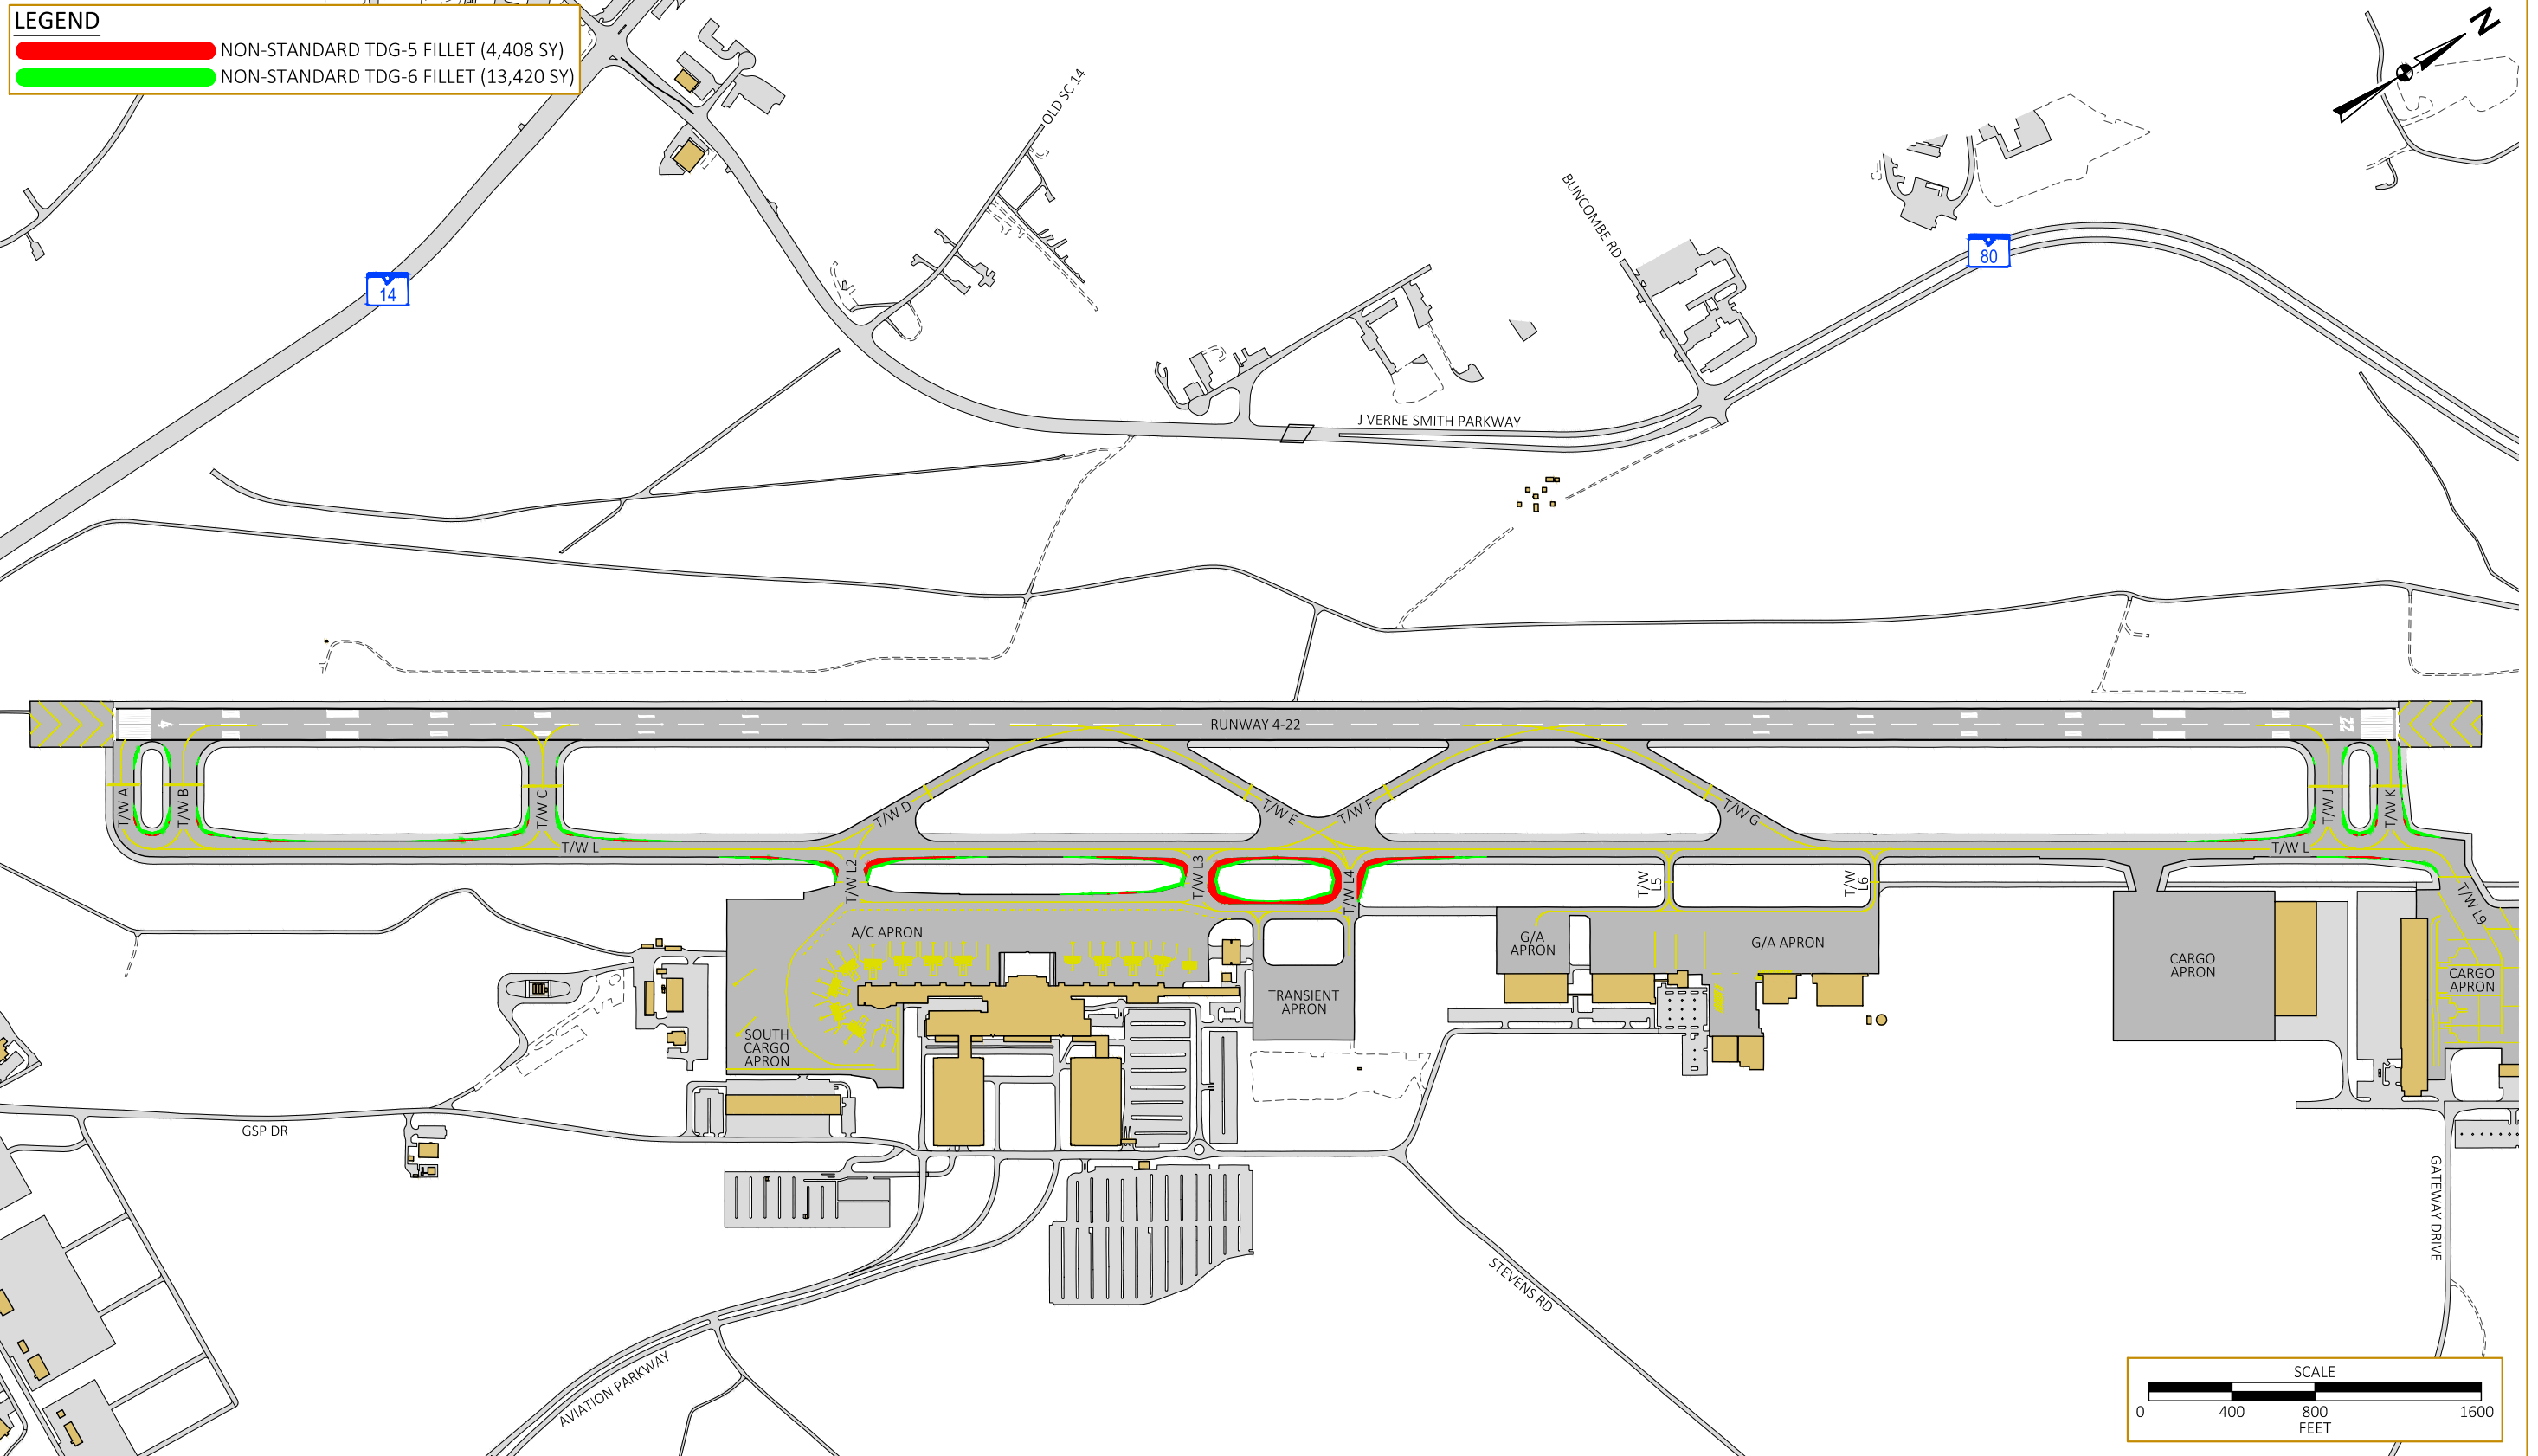 LEGEND
NON-STANDARD TDG-5 FILLET (4,408 SY)
NON-STANDARD TDG-6 FILLET (13,420 SY)
N
OLD SC 14
BUNCOMBE RD
14
80
J VERNE SMITH PARKWAY
4
RUNWAY 4-22
22
T/W A
T/W B
T/W C
T/W D
T/W E
T/W F
T/W G
T/W J
T/W K
T/W L
T/W L
T/W L2
T/W L3
T/W L4
T/W
L5
T/W
L6
T/W L9
A/C APRON
G/A
APRON
G/A APRON
CARGO
APRON
CARGO
APRON
TRANSIENT
APRON
SOUTH
CARGO
APRON
GSP DR
GATEWAY DRIVE
STEVENS RD
AVIATION PARKWAY
SCALE
0 400 800 1600
FEET